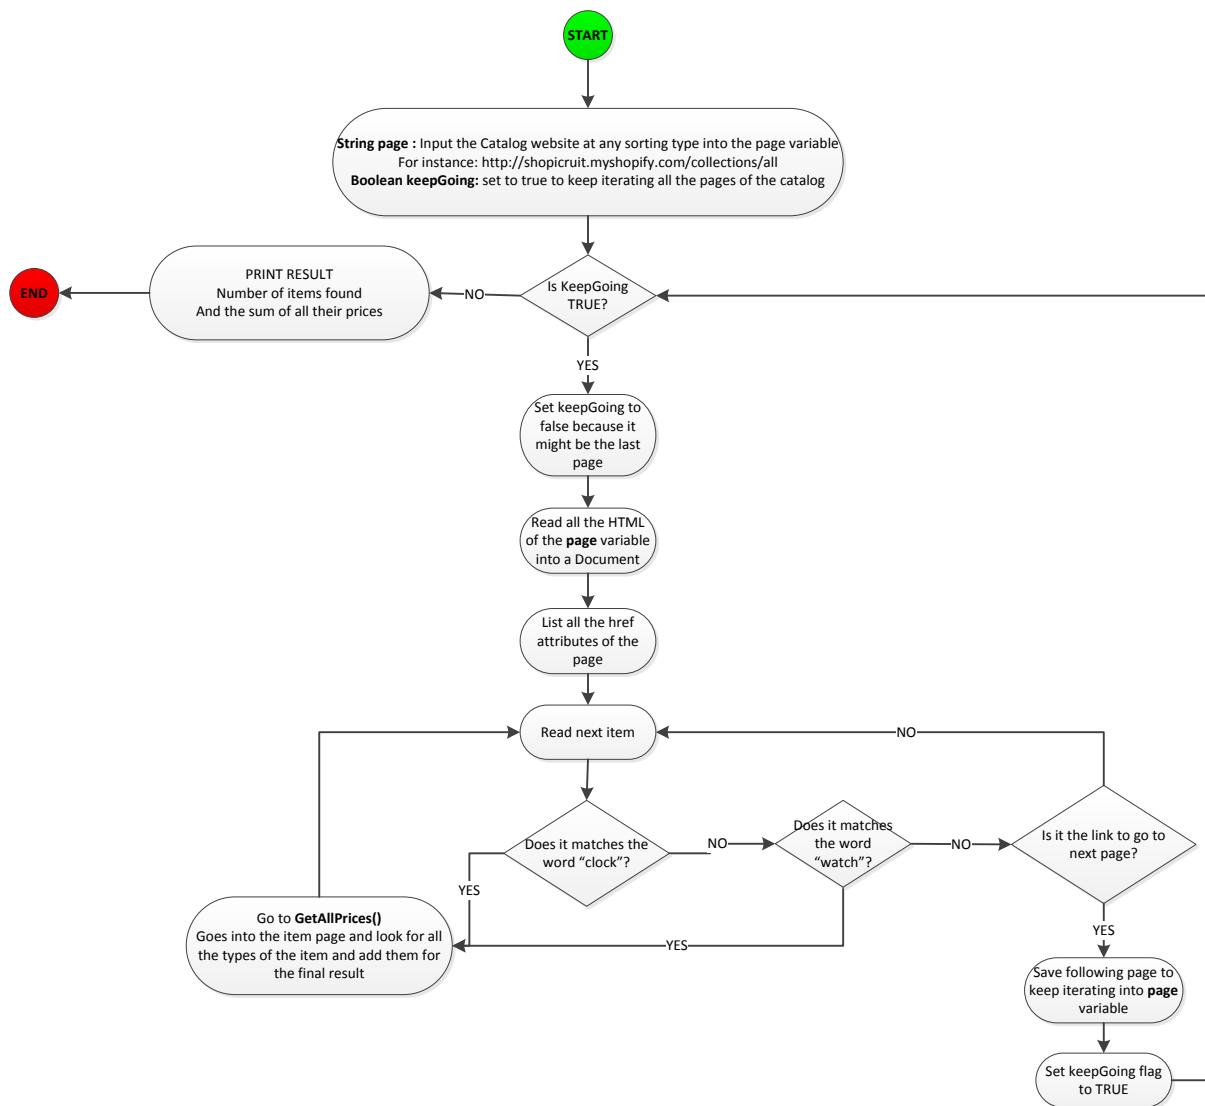 START
String page : Input the Catalog website at any sorting type into the page variable
For instance: http://shopicruit.myshopify.com/collections/all
Boolean keepGoing: set to true to keep iterating all the pages of the catalog
Is KeepGoing
TRUE?
NO
PRINT RESULT
Number of items found
And the sum of all their prices
END
YES
Set keepGoing to
false because it
might be the last
page
Read all the HTML
of the page variable
into a Document
List all the href
attributes of the
page
Read next item
NO
Does it matches the
word “clock”?
NO
Does it matches
the word
“watch”?
NO
Is it the link to go to
next page?
YES
YES
YES
Go to GetAllPrices()
Goes into the item page and look for all
the types of the item and add them for
the final result
Save following page to
keep iterating into page
variable
Set keepGoing flag
to TRUE